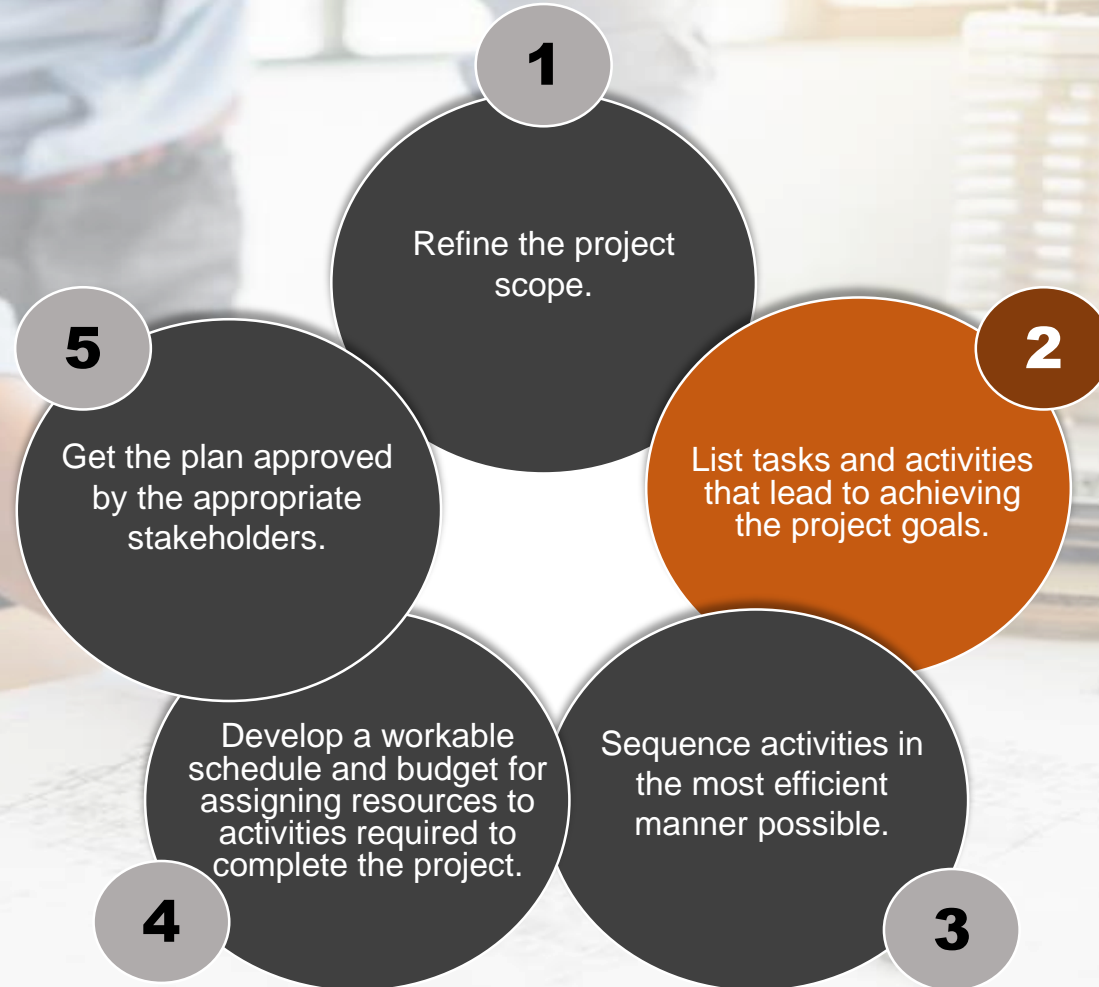 1
Refine the project
scope.
2
List tasks and activities
that lead to achieving
the project goals.
3
Sequence activities in
the most efficient
manner possible.
4
Develop a workable
schedule and budget for
assigning resources to
activities required to
complete the project.
5
Get the plan approved
by the appropriate
stakeholders.